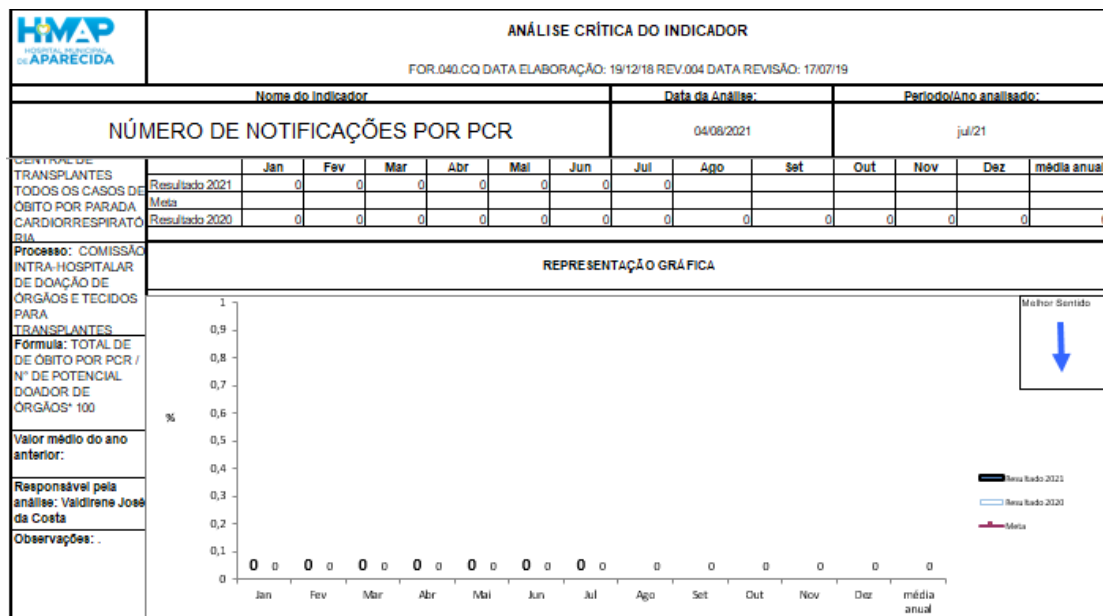 HMAP
HOSPITAL MUNICIPAL
DE APARECIDA
ANÁLISE CRÍTICA DO INDICADOR
FOR.040.CQ DATA ELABORAÇÃO: 19/12/18 REV.004 DATA REVISÃO: 17/07/19
Nome do Indicador Data da Análise: Período/Ano analisado:
NÚMERO DE NOTIFICAÇÕES POR PCR 04/08/2021 jul/21
CENTRAL DE
TRANSPLANTES
TODOS OS CASOS DE
ÓBITO POR PARADA
CARDIORRESPIRATÓ
RIA
Jan Fev Mar Abr Mai Jun Jul Ago Set Out Nov Dez média anual
Resultado 2021 0 0 0 0 0 0 0
Meta
Resultado 2020 0 0 0 0 0 0 0 0 0 0 0 0
Processo: COMISSÃO
INTRA-HOSPITALAR
DE DOAÇÃO DE
ÓRGÃOS E TECIDOS
PARA
TRANSPLANTES
Fórmula: TOTAL DE
DE ÓBITO POR PCR /
N° DE POTENCIAL
DOADOR DE
ÓRGÃOS* 100
Valor médio do ano
anterior:
Responsável pela
análise: Valdirene José
da Costa
Observações: .
REPRESENTAÇÃO GRÁFICA
Melhor Sentido
%
1
0,9
0,8
0,7
0,6
0,5
0,4
0,3
0,2
0,1
0
0 0 0 0 0 0 0 0 0 0 0 0 0 0 0 0 0 0 0 0
Jan Fev Mar Abr Mai Jun Jul Ago Set Out Nov Dez média
anual
Resultado 2021
Resultado 2020
Meta